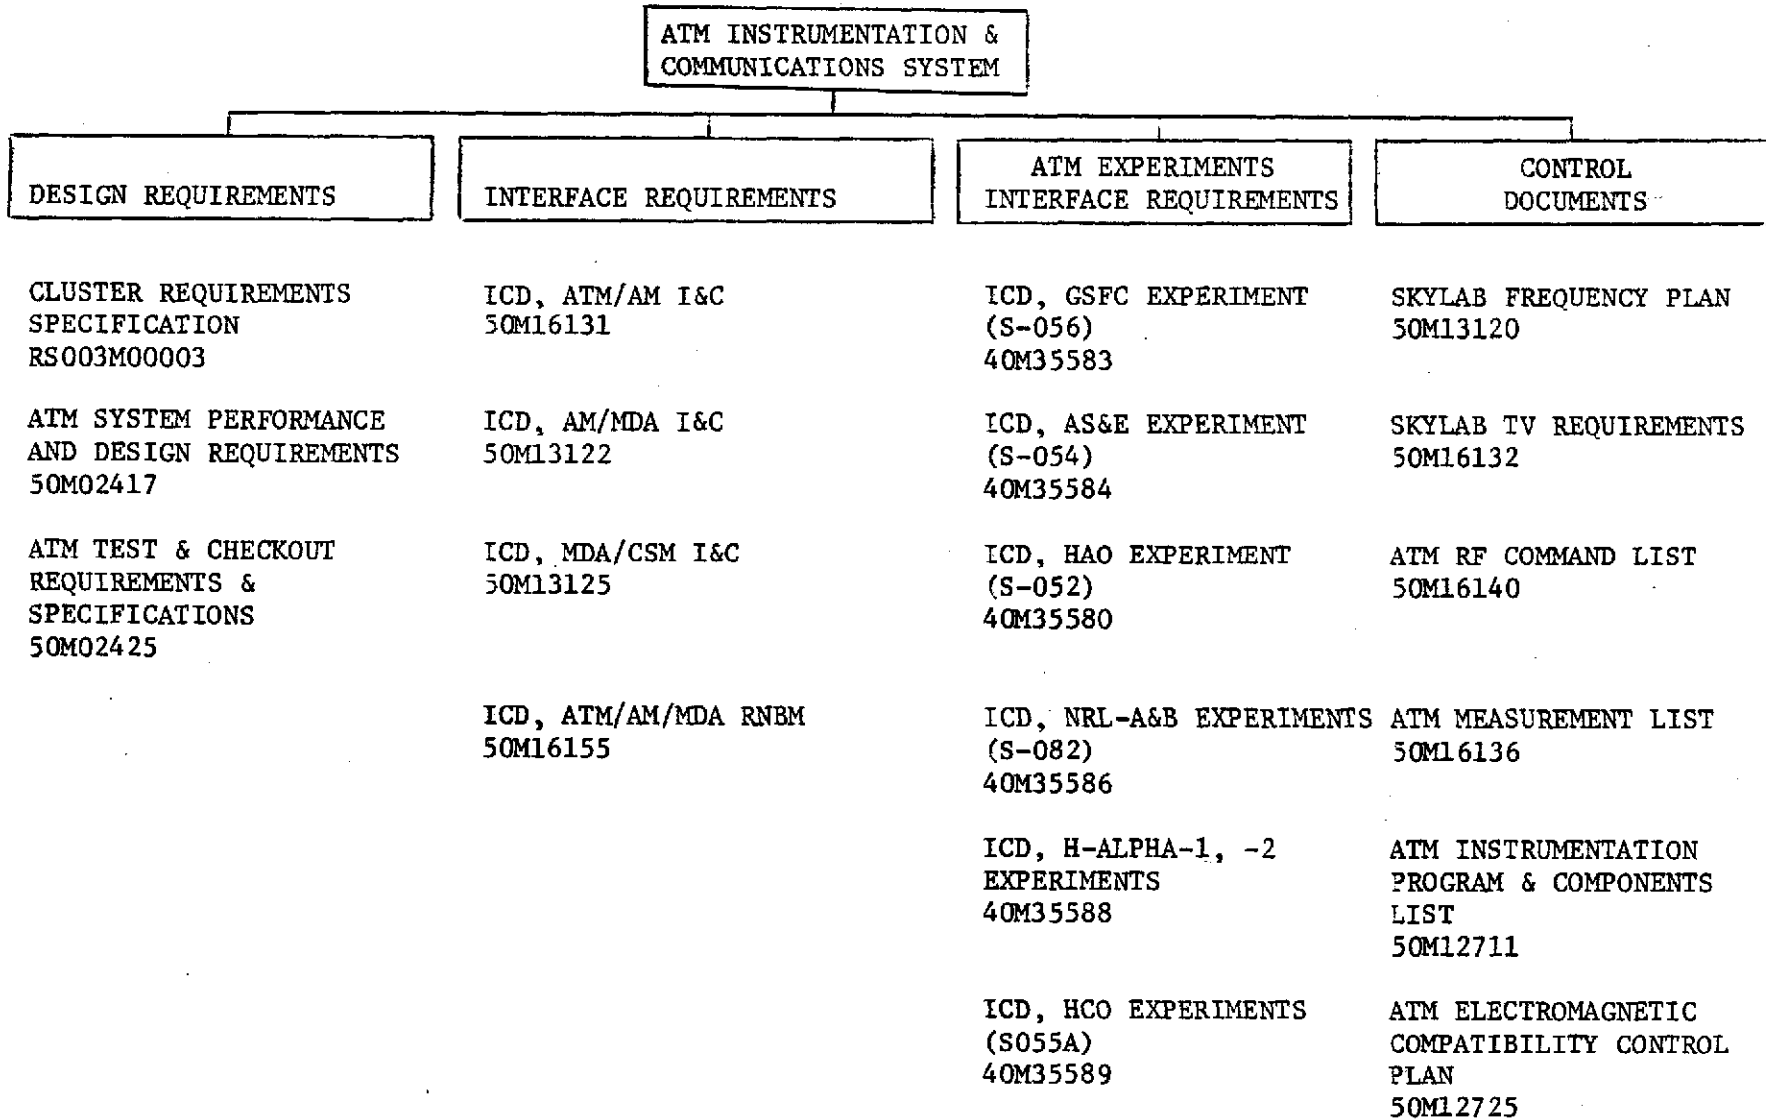 ATM INSTRUMENTATION &
COMMUNICATIONS SYSTEM
DESIGN REQUIREMENTS
INTERFACE REQUIREMENTS
ATM EXPERIMENTS
INTERFACE REQUIREMENTS
CONTROL
DOCUMENTS
CLUSTER REQUIREMENTS
SPECIFICATION
RS003M00003
ATM SYSTEM PERFORMANCE
AND DESIGN REQUIREMENTS
50M02417
ATM TEST & CHECKOUT
REQUIREMENTS &
SPECIFICATIONS
50M02425
ICD, ATM/AM I&C
50M16131
ICD, AM/MDA I&C
50M13122
ICD, MDA/CSM I&C
50M13125
ICD, ATM/AM/MDA RNBM
50M16155
ICD, GSFC EXPERIMENT
(S-056)
40M35583
ICD, AS&E EXPERIMENT
(S-054)
40M35584
ICD, HAO EXPERIMENT
(S-052)
40M35580
ICD, NRL-A&B EXPERIMENTS
(S-082)
40M35586
ICD, H-ALPHA-1, -2
EXPERIMENTS
40M35588
ICD, HCO EXPERIMENTS
(S055A)
40M35589
SKYLAB FREQUENCY PLAN
50M13120
SKYLAB TV REQUIREMENTS
50M16132
ATM RF COMMAND LIST
50M16140
ATM MEASUREMENT LIST
50M16136
ATM INSTRUMENTATION
PROGRAM & COMPONENTS
LIST
50M12711
ATM ELECTROMAGNETIC
COMPATIBILITY CONTROL
PLAN
50M12725